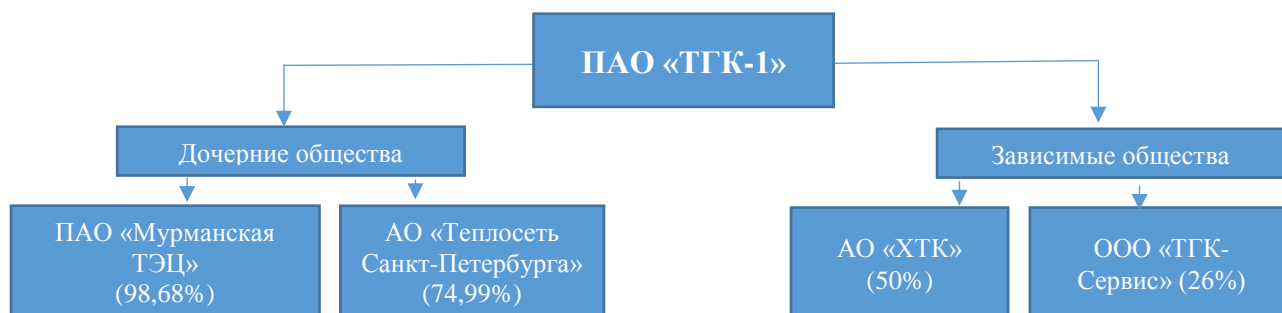 ПАО «ТГК-1»
Дочерние общества
Зависимые общества
ПАО «Мурманская
ТЭЦ»
(98,68%)
АО «Теплосеть
Санкт-Петербурга»
(74,99%)
АО «ХТК»
(50%)
ООО «ТГК-
Сервис» (26%)